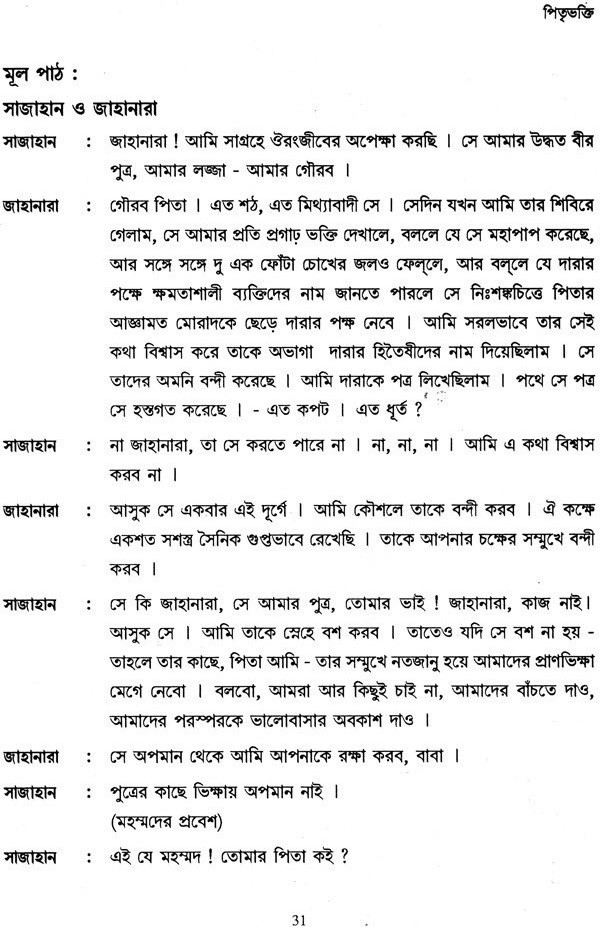 পিতৃভক্তি
মূল পাঠ :
সাজাহান ও জাহানারা
সাজাহান : জাহানারা ! আমি সাগ্রহে ঔরংজীবের অপেক্ষা করছি । সে আমার উদ্ধত বীর
পুত্র, আমার লজ্জা - আমার গৌরব ।
জাহানারা : গৌরব পিতা । এত শঠ, এত মিথ্যাবাদী সে । সেদিন যখন আমি তার শিবিরে
গেলাম, সে আমার প্রতি প্রগাঢ় ভক্তি দেখালে, বললে যে সে মহাপাপ করেছে,
আর সঙ্গে সঙ্গে দু এক ফোঁটা চোখের জলও ফেল্‌লে, আর বল্‌লে যে দারার
পক্ষে ক্ষমতাশালী ব্যক্তিদের নাম জানতে পারলে সে নিঃশঙ্কচিত্তে পিতার
আজ্ঞামত মোরাদকে ছেড়ে দারার পক্ষ নেবে । আমি সরলভাবে তার সেই
কথা বিশ্বাস করে তাকে অভাগা দারার হিতৈষীদের নাম দিয়েছিলাম । সে
তাদের অমনি বন্দী করেছে । আমি দারাকে পত্র লিখেছিলাম । পথে সে পত্র
সে হস্তগত করেছে । - এত কপট । এত ধূর্ত ?
সাজাহান : না জাহানারা, তা সে করতে পারে না । না, না, না । আমি এ কথা বিশ্বাস
করব না ।
জাহানারা : আসুক সে একবার এই দূর্গে । আমি কৌশলে তাকে বন্দী করব । ঐ কক্ষে
একশত সশস্ত্র সৈনিক গুপ্তভাবে রেখেছি । তাকে আপনার চক্ষের সম্মুখে বন্দী
করব ।
সাজাহান : সে কি জাহানারা, সে আমার পুত্র, তোমার ভাই ! জাহানারা, কাজ নাই।
আসুক সে । আমি তাকে স্নেহে বশ করব । তাতেও যদি সে বশ না হয় -
তাহলে তার কাছে, পিতা আমি - তার সম্মুখে নতজানু হয়ে আমাদের প্রাণভিক্ষা
মেগে নেবো । বলবো, আমরা আর কিছুই চাই না, আমাদের বাঁচতে দাও,
আমাদের পরস্পরকে ভালোবাসার অবকাশ দাও ।
জাহানারা : সে অপমান থেকে আমি আপনাকে রক্ষা করব, বাবা ।
সাজাহান : পুত্রের কাছে ভিক্ষায় অপমান নাই ।
(মহম্মদের প্রবেশ)
সাজাহান : এই যে মহম্মদ ! তোমার পিতা কই ?
31